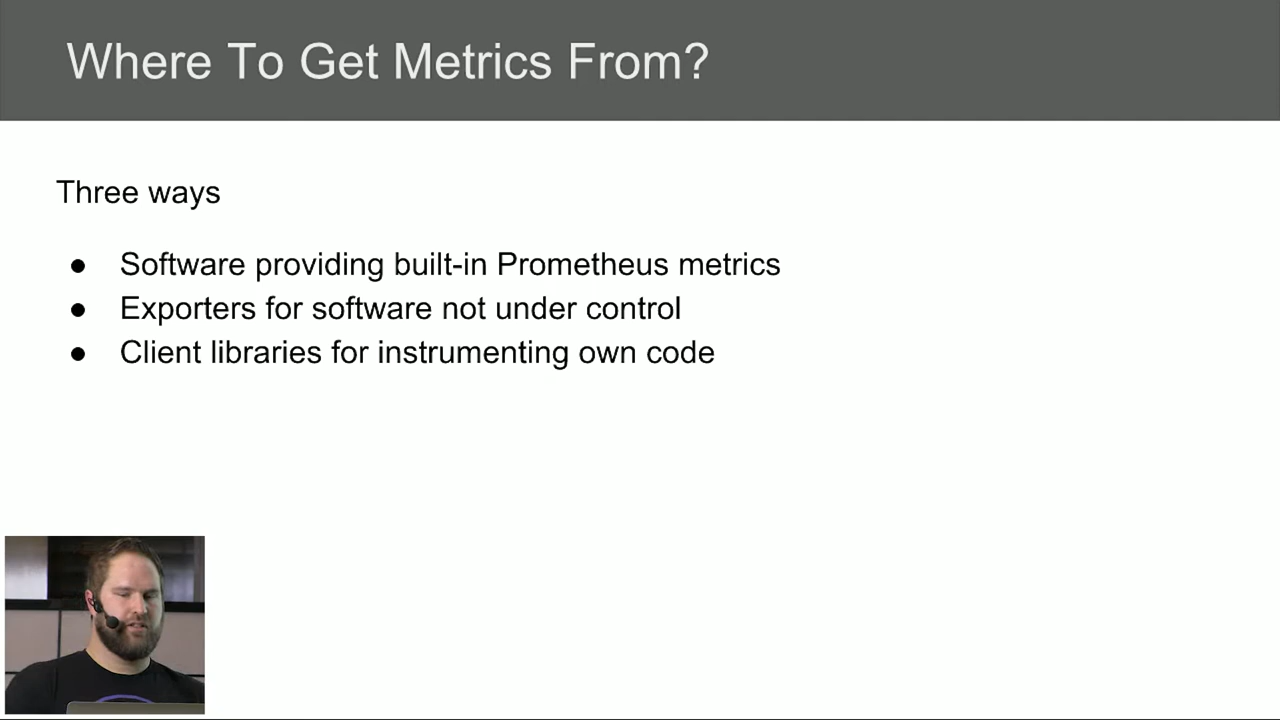 Where To Get Metrics From?
Three ways
● Software providing built-in Prometheus metrics
● Exporters for software not under control
● Client libraries for instrumenting own code